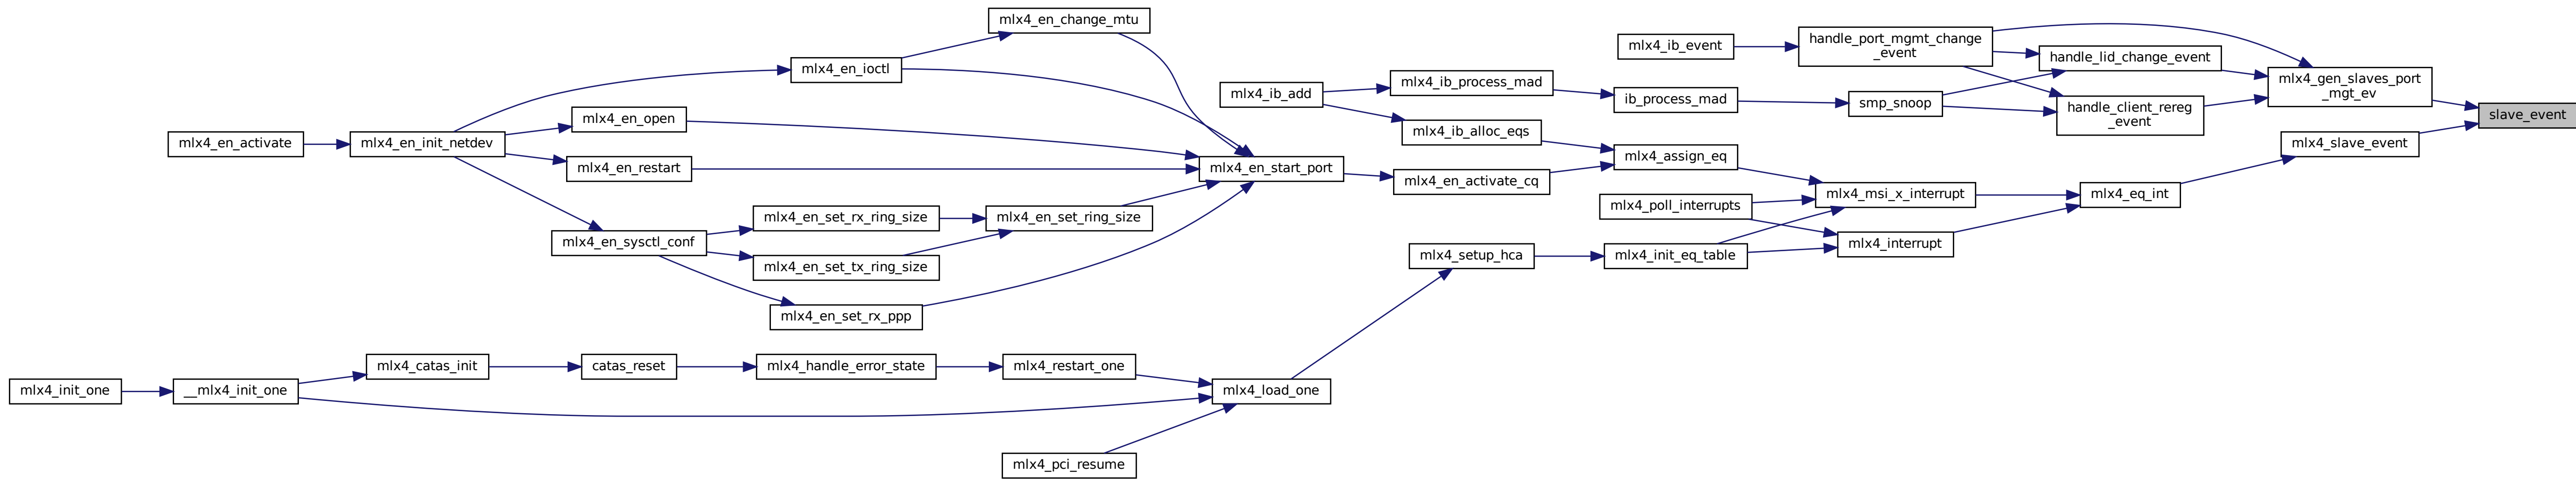 mlx4_en_change_mtu
mlx4_ib_event
handle_port_mgmt_change
_event
handle_lid_change_event
mlx4_en_ioctl
mlx4_ib_process_mad
mlx4_gen_slaves_port
_mgt_ev
mlx4_ib_add
ib_process_mad
smp_snoop
handle_client_rereg
_event
slave_event
mlx4_en_open
mlx4_ib_alloc_eqs
mlx4_en_activate
mlx4_en_init_netdev
mlx4_slave_event
mlx4_assign_eq
mlx4_en_restart
mlx4_en_start_port
mlx4_en_activate_cq
mlx4_msi_x_interrupt
mlx4_eq_int
mlx4_poll_interrupts
mlx4_en_set_rx_ring_size
mlx4_en_set_ring_size
mlx4_en_sysctl_conf
mlx4_interrupt
mlx4_setup_hca
mlx4_init_eq_table
mlx4_en_set_tx_ring_size
mlx4_en_set_rx_ppp
mlx4_catas_init
catas_reset
mlx4_handle_error_state
mlx4_restart_one
mlx4_init_one
__mlx4_init_one
mlx4_load_one
mlx4_pci_resume